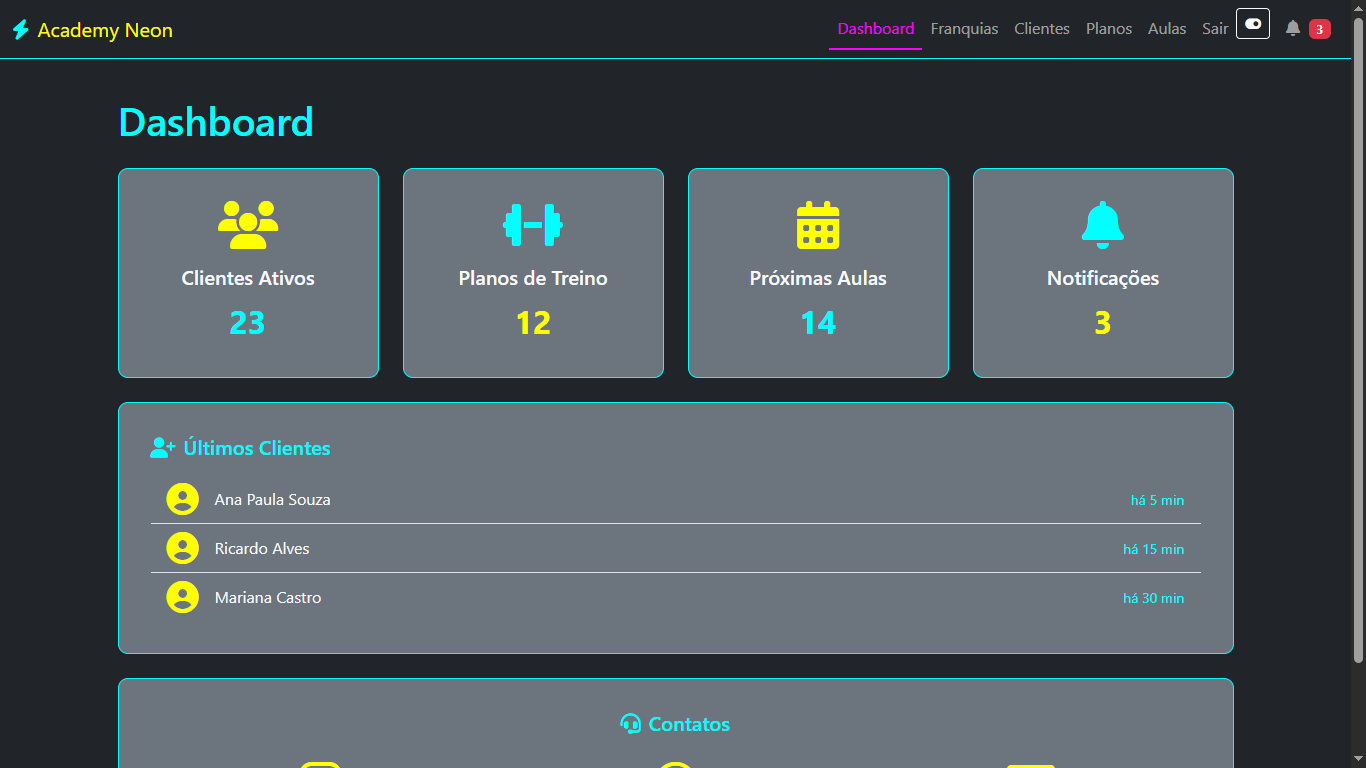 Academy Neon
Dashboard Franquias Clientes Planos Aulas Sair 3
Dashboard
Clientes Ativos
23
Planos de Treino
12
Próximas Aulas
14
Notificações
3
Últimos Clientes
Ana Paula Souza há 5 min
Ricardo Alves há 15 min
Mariana Castro há 30 min
Contatos